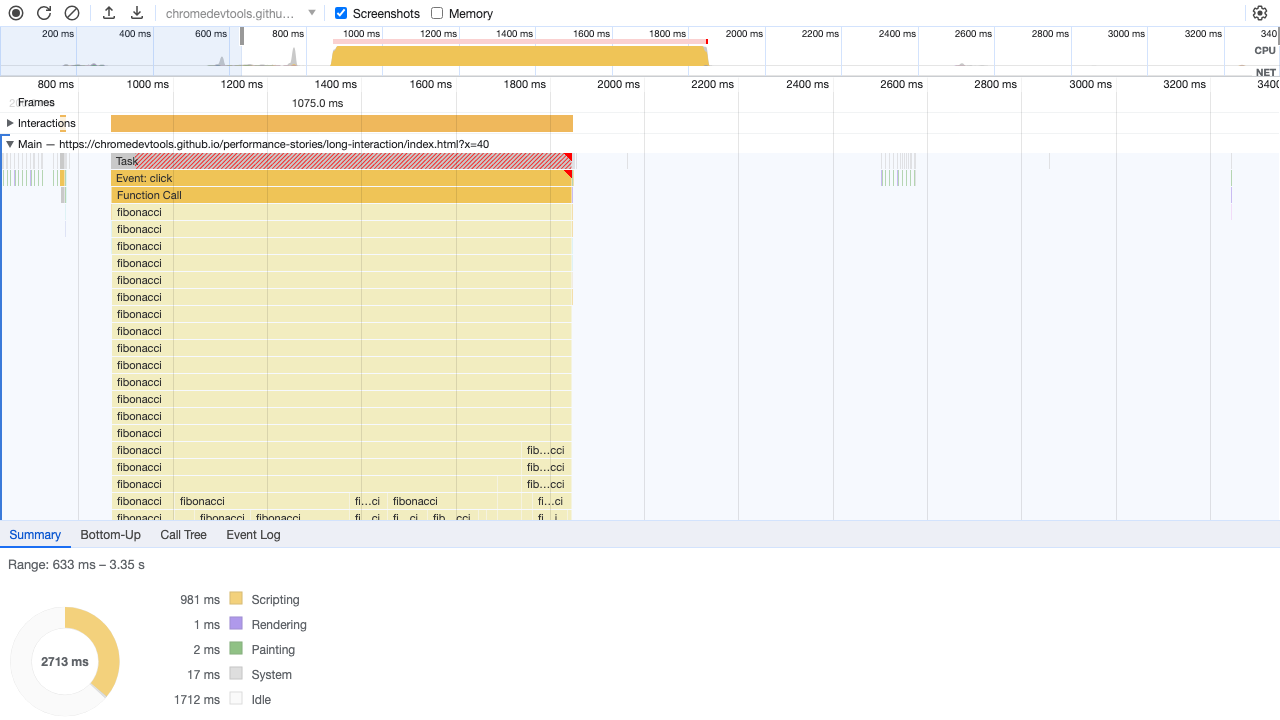 chromedevtools.githu… Screenshots Memory
200 ms 400 ms 600 ms 800 ms 1000 ms 1200 ms 1400 ms 1600 ms 1800 ms 2000 ms 2200 ms 2400 ms 2600 ms 2800 ms 3000 ms 3200 ms 340
CPU
NET
800 ms 1000 ms 1200 ms 1400 ms 1600 ms 1800 ms 2000 ms 2200 ms 2400 ms 2600 ms 2800 ms 3000 ms 3200 ms 3400
Frames 1075.0 ms
Interactions
Main — https://chromedevtools.github.io/performance-stories/long-interaction/index.html?x=40
Task
Event: click
Function Call
fibonacci
fibonacci
fibonacci
fibonacci
fibonacci
fibonacci
fibonacci
fibonacci
fibonacci
fibonacci
fibonacci
fibonacci
fibonacci
fibonacci
fibonacci fib…cci
fibonacci fib…cci
fibonacci fib…cci
fibonacci fibonacci fi…ci fibonacci fi…ci
fibonacci fibonacci fibonacci fi…ci fi…ci fib…cci fi…i
Summary Bottom-Up Call Tree Event Log
Range: 633 ms – 3.35 s
981 ms Scripting
1 ms Rendering
2713 ms
2 ms Painting
17 ms System
1712 ms Idle